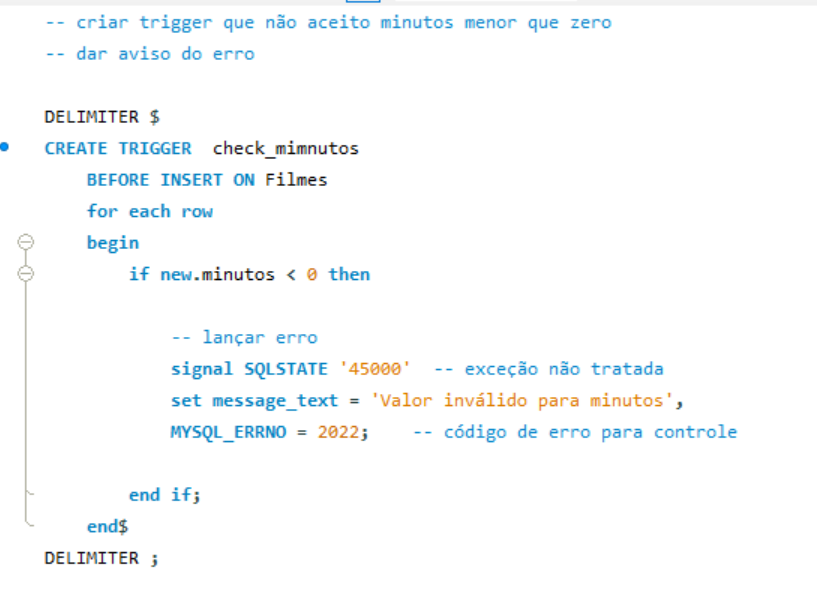 -- criar trigger que não aceito minutos menor que zero
-- dar aviso do erro
DELIMITER $
CREATE TRIGGER  check_mimnutos
BEFORE INSERT ON Filmes
for each row
begin
if new.minutos < 0 then
-- lançar erro
signal SQLSTATE '45000'  -- exceção não tratada
set message_text = 'Valor inválido para minutos',
MYSQL_ERRNO = 2022;    -- código de erro para controle
end if;
end$
DELIMITER ;